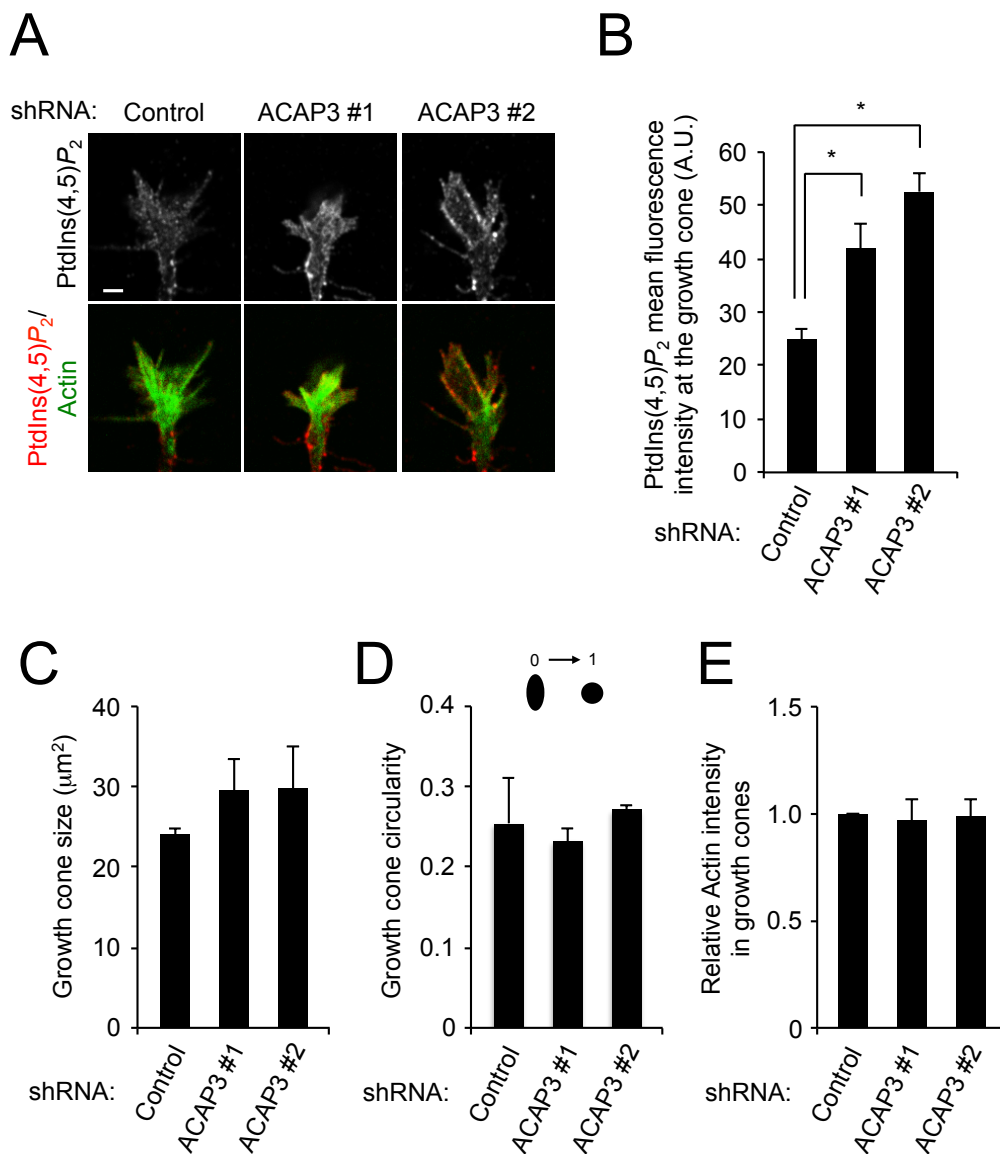 A
shRNA: Control ACAP3 #1 ACAP3 #2
PtdIns(4,5)P2
PtdIns(4,5)P2/
Actin
B
PtdIns(4,5)P2 mean fluorescence
intensity at the growth cone (A.U.)
*
*
60
50
40
30
20
10
0
shRNA:
Control
ACAP3 #1
ACAP3 #2
C
Growth cone size (μm2)
40
30
20
10
0
shRNA:
Control
ACAP3 #1
ACAP3 #2
D
0 → 1
Growth cone circularity
0.4
0.3
0.2
0.1
0
shRNA:
Control
ACAP3 #1
ACAP3 #2
E
Relative Actin intensity
in growth cones
1.5
1.0
0.5
0
shRNA:
Control
ACAP3 #1
ACAP3 #2